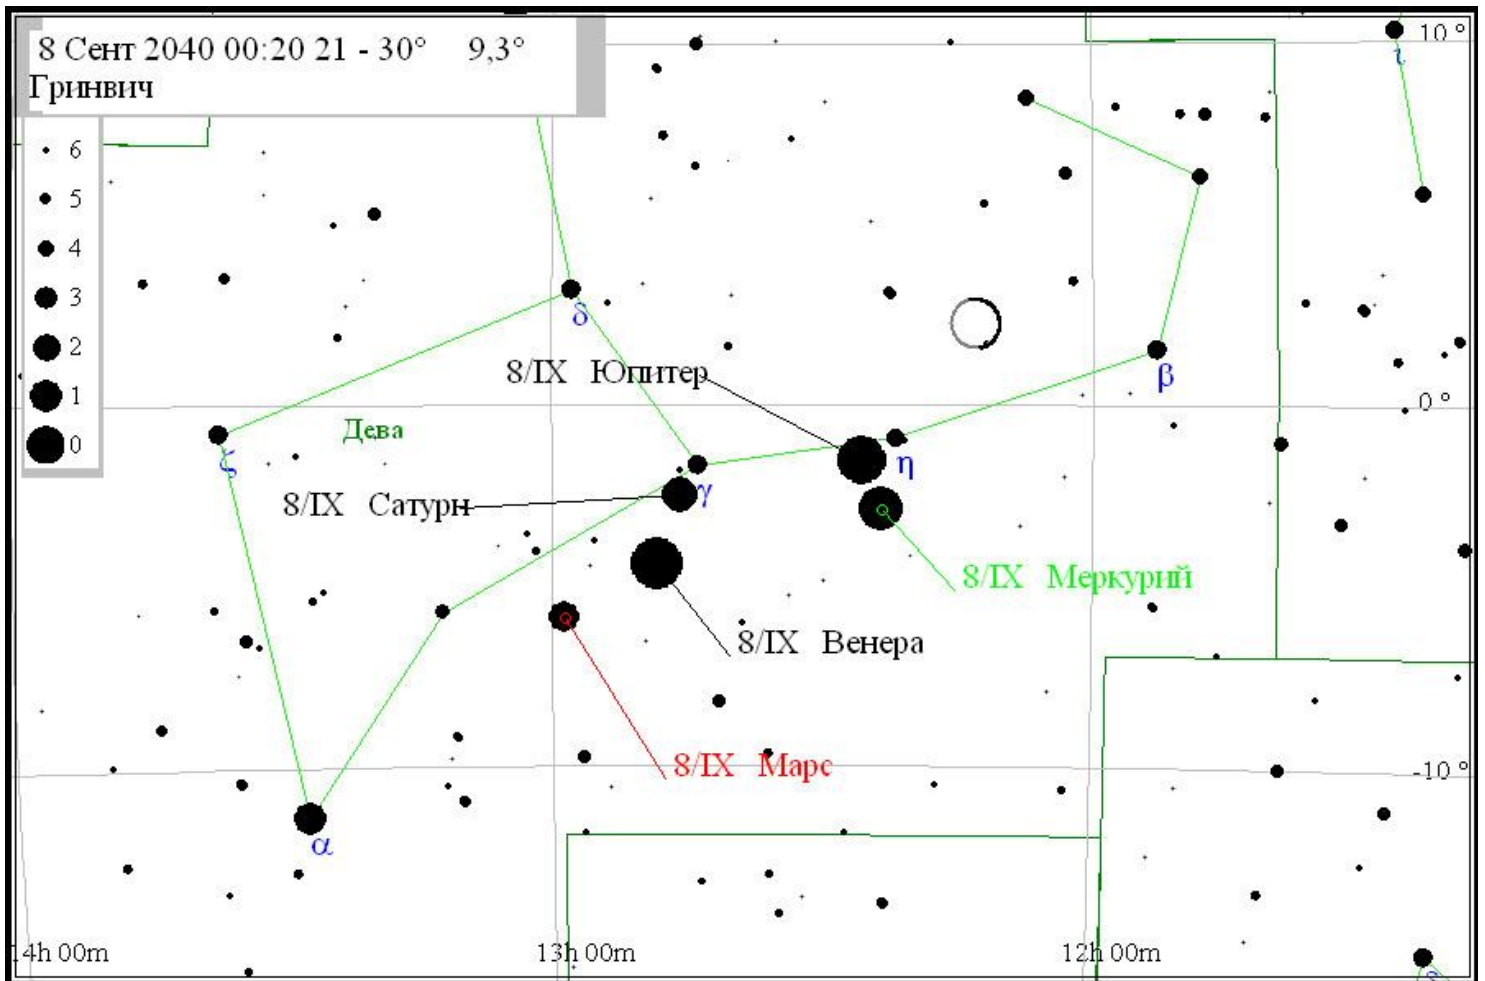 8 Сент 2040 00:20 21 - 30° 9,3°
Гринвич
10 °
ι
6
5
4
3
2
1
0
δ
8/IX Юпитер
β
0 °
Дева
ζ
η
8/IX Сатурн
γ
8/IX Меркурий
8/IX Венера
8/IX Марс
-10 °
α
14h 00m
13h 00m
12h 00m